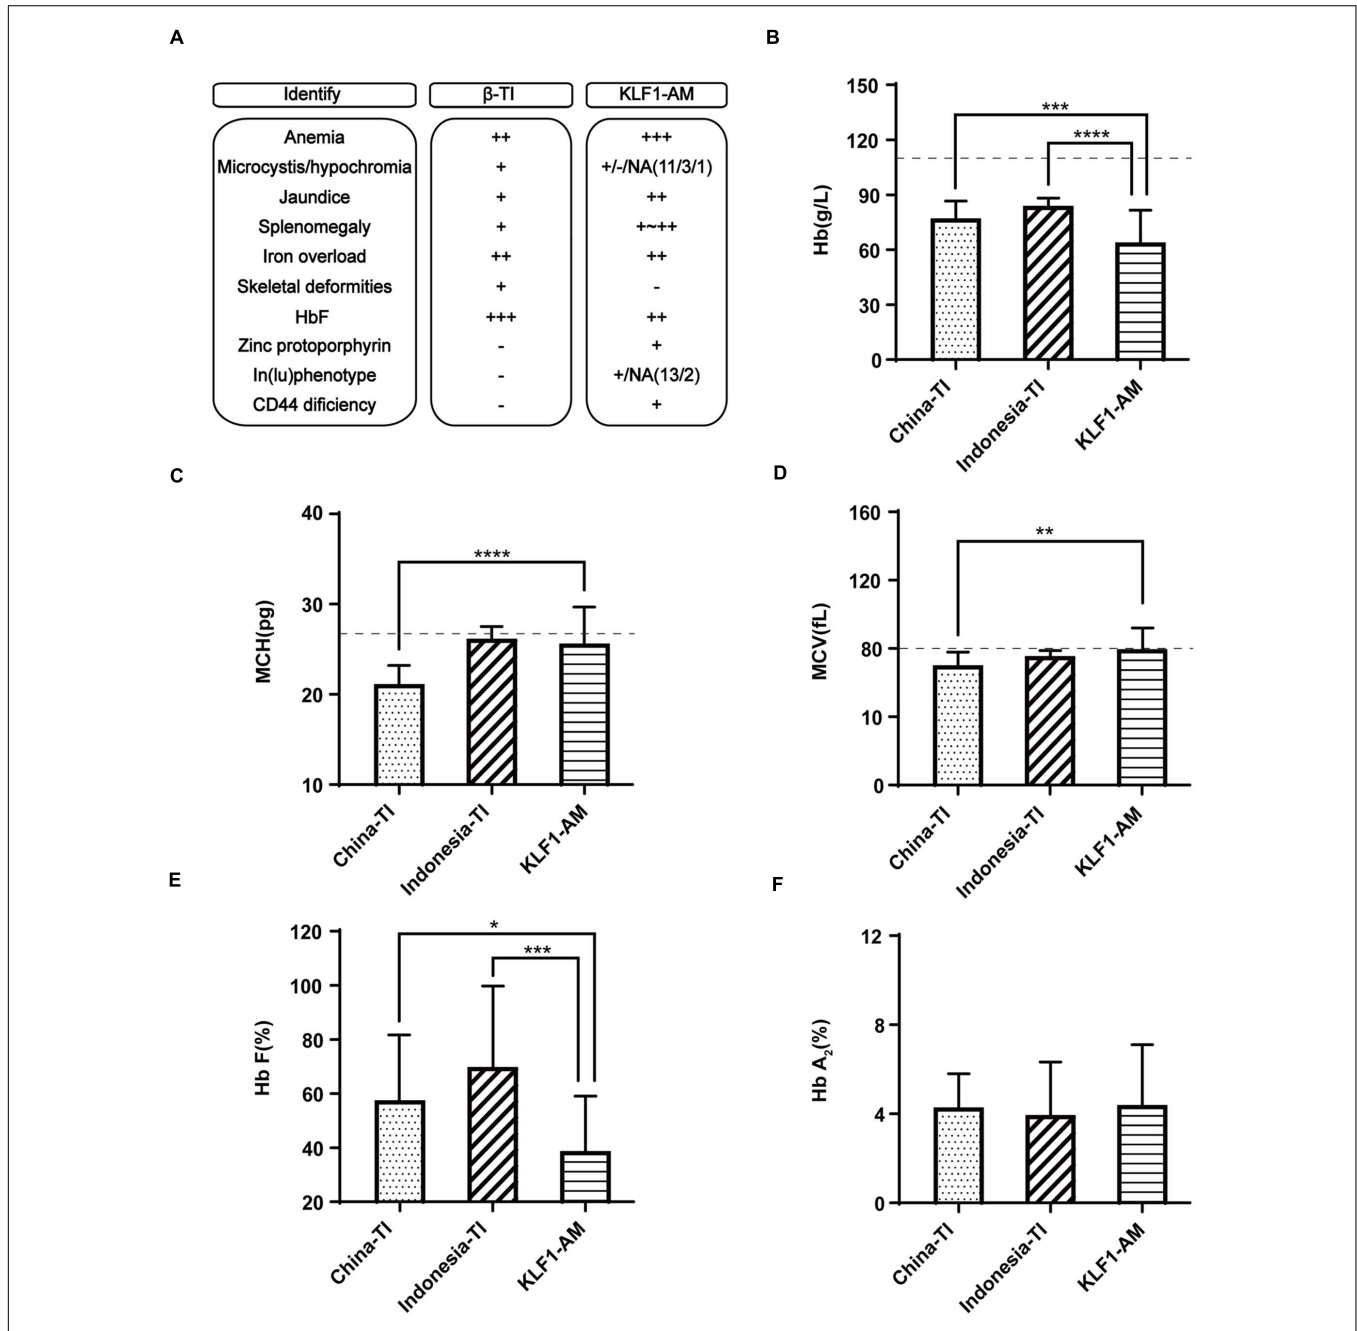 A
Identify β-TI KLF1-AM
Anemia ++ +++
Microcystis/hypochromia + +/-/NA(11/3/1)
Jaundice + ++
Splenomegaly + +~++
Iron overload ++ ++
Skeletal deformities + -
HbF +++ ++
Zinc protoporphyrin - +
In(lu)phenotype - +/NA(13/2)
CD44 dificiency - +
B
Hb(g/L)
150
120
90
60
30
0
***
****
China-TI
Indonesia-TI
KLF1-AM
C
MCH(pg)
40
30
20
10
****
China-TI
Indonesia-TI
KLF1-AM
D
MCV(fL)
160
120
80
10
0
**
China-TI
Indonesia-TI
KLF1-AM
E
Hb F(%)
120
100
80
60
40
20
*
***
China-TI
Indonesia-TI
KLF1-AM
F
Hb A2(%)
12
8
4
0
China-TI
Indonesia-TI
KLF1-AM